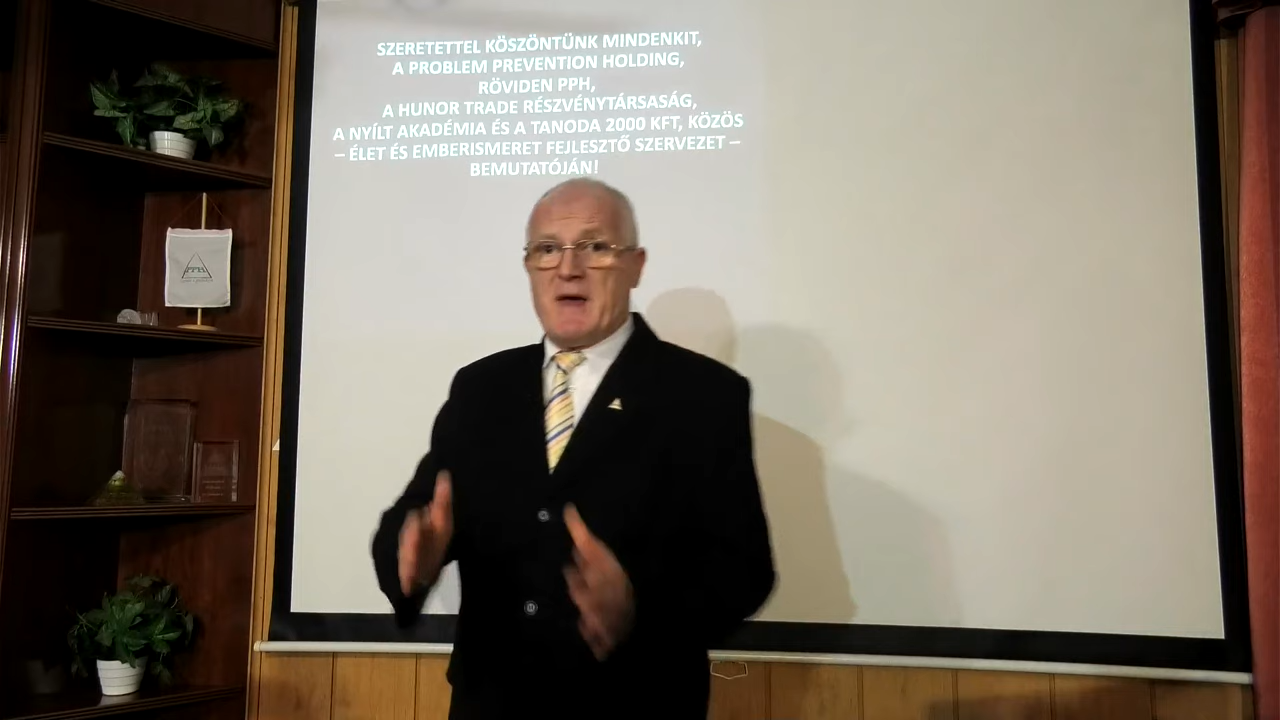 SZERETETTEL KÖSZÖNTÜNK MINDENKIT,
A PROBLEM PREVENTION HOLDING,
RÖVIDEN PPH,
A HUNOR TRADE RÉSZVÉNYTÁRSASÁG,
A NYÍLT AKADÉMIA ÉS A TANODA 2000 KFT, KÖZÖS
– ÉLET ÉS EMBERISMERET FEJLESZTŐ SZERVEZET –
BEMUTATÓJÁN!